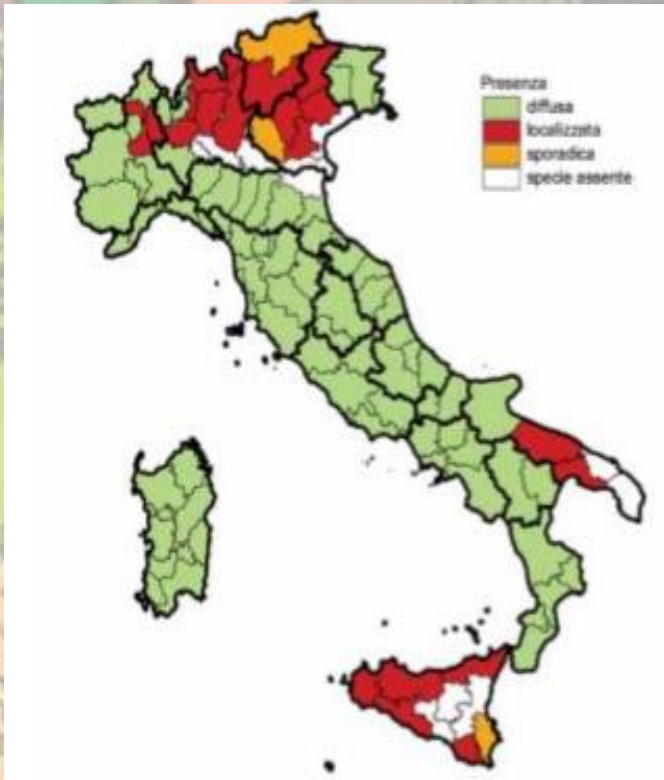 Presenza
diffusa
localizzata
sporadica
specie assente